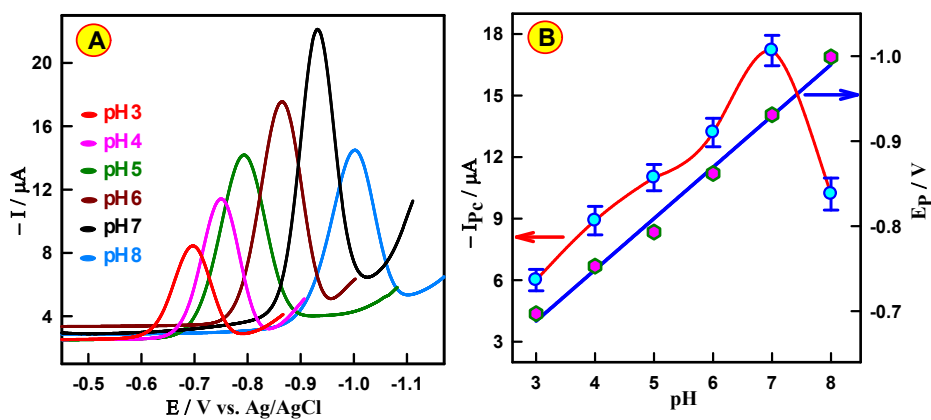 A
20
16
12
8
4
− I / μA
pH3
pH4
pH5
pH6
pH7
pH8
-0.5 -0.6 -0.7 -0.8 -0.9 -1.0 -1.1
E / V vs. Ag/AgCl
B
18
15
12
9
6
3
− IPc / μA
3 4 5 6 7 8
pH
-1.0
-0.9
-0.8
-0.7
EP / V